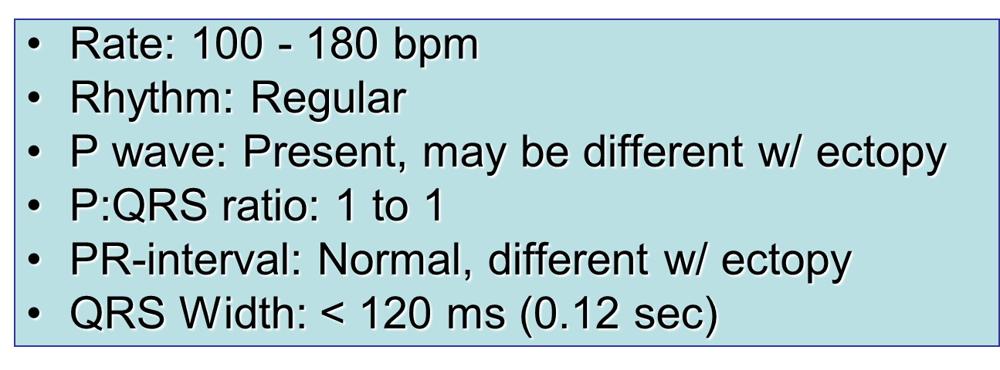 • Rate: 100 - 180 bpm
• Rhythm: Regular
• P wave: Present, may be different w/ ectopy
• P:QRS ratio: 1 to 1
• PR-interval: Normal, different w/ ectopy
• QRS Width: < 120 ms (0.12 sec)